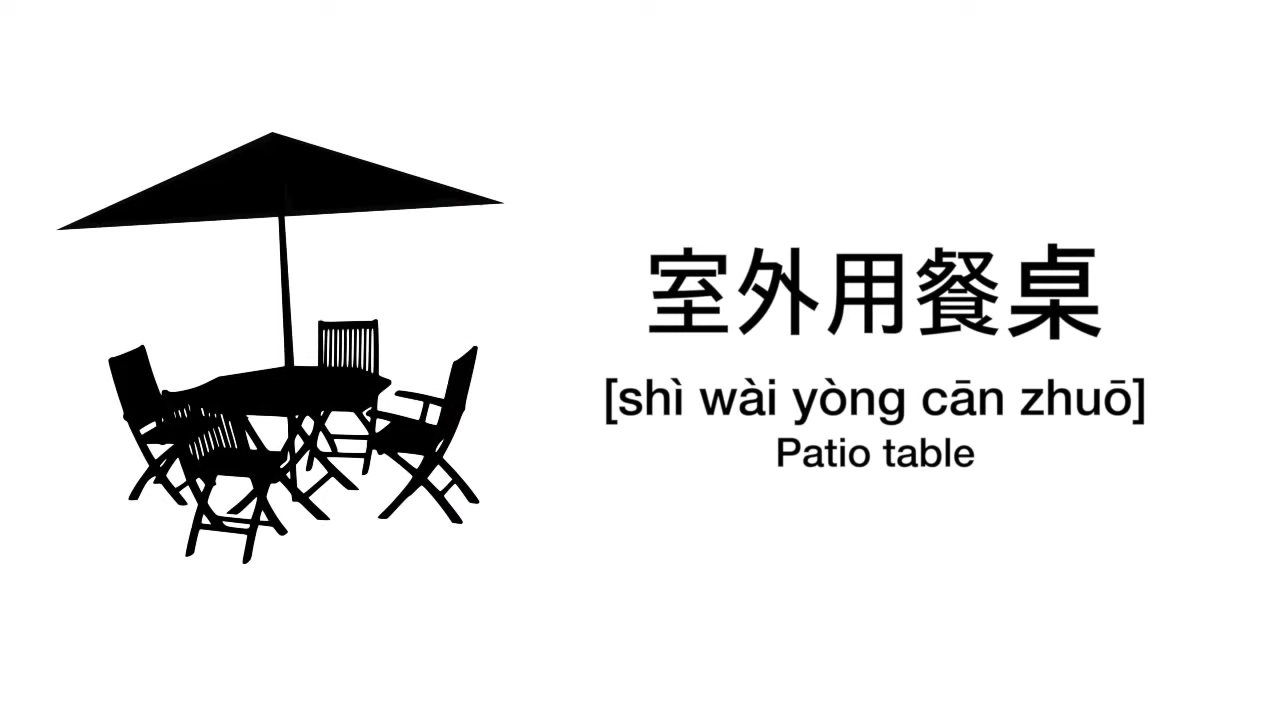 室外用餐桌
[shì wài yòng cān zhuō]
Patio table